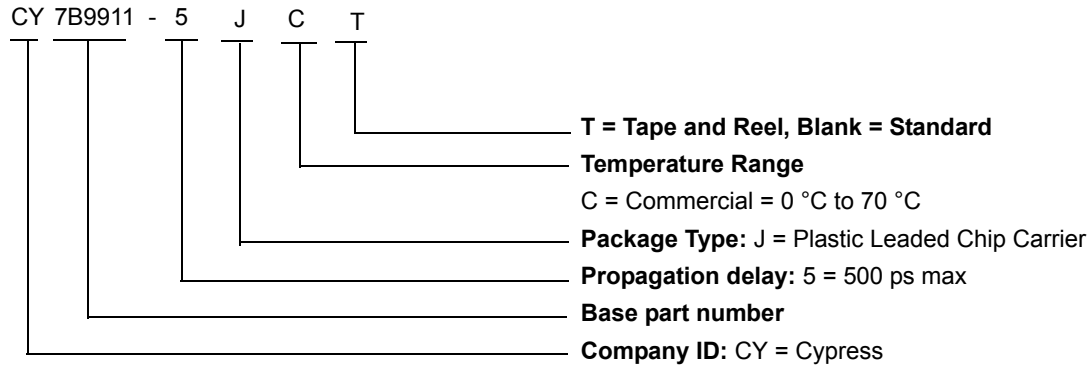 CY 7B9911 - 5 J C T
T = Tape and Reel, Blank = Standard
Temperature Range
C = Commercial = 0 °C to 70 °C
Package Type: J = Plastic Leaded Chip Carrier
Propagation delay: 5 = 500 ps max
Base part number
Company ID: CY = Cypress